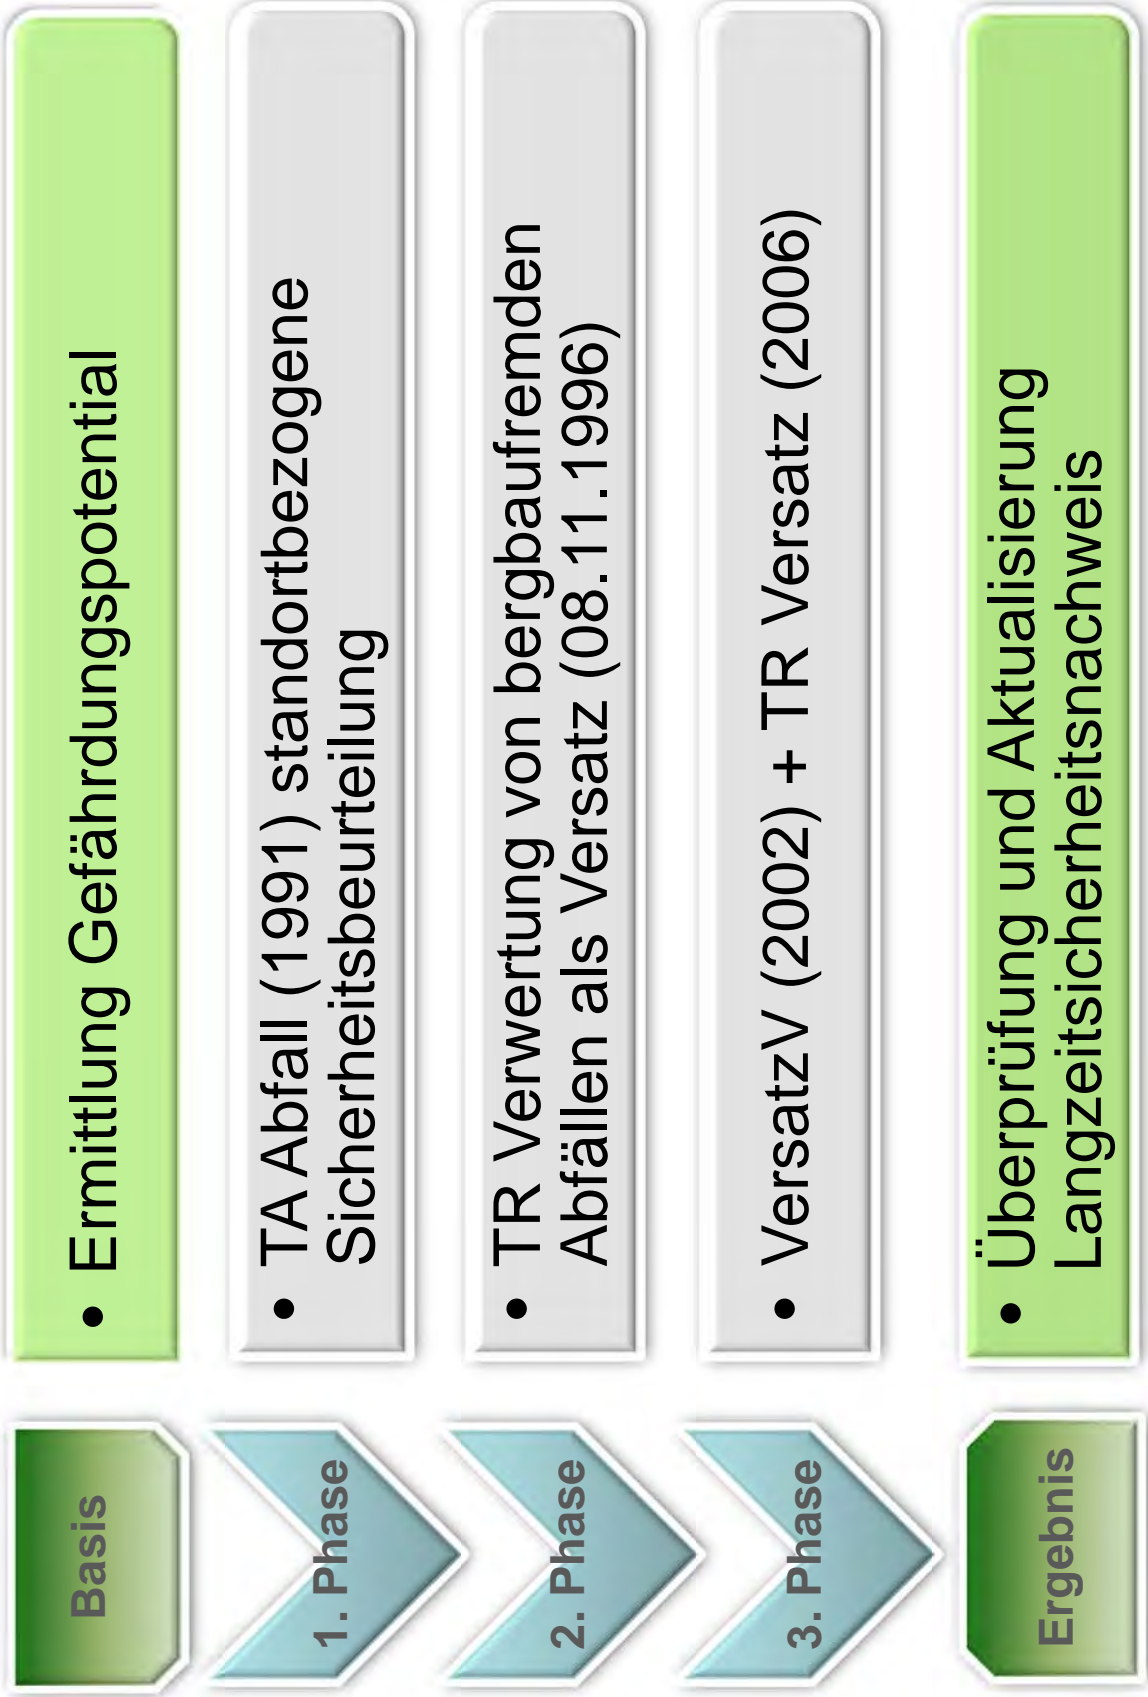 Basis
• Ermittlung Gefährdungspotential
1. Phase
• TA Abfall (1991) standortbezogene
Sicherheitsbeurteilung
2. Phase
• TR Verwertung von bergbaufremden
Abfällen als Versatz (08.11.1996)
3. Phase
• VersatzV (2002) + TR Versatz (2006)
Ergebnis
• Überprüfung und Aktualisierung
Langzeitsicherheitsnachweis